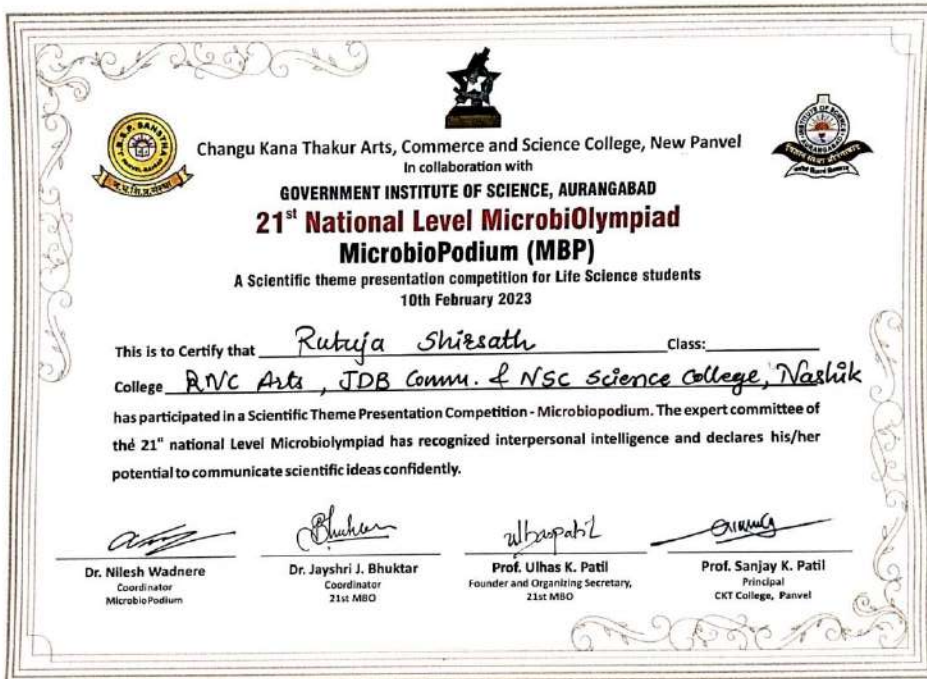 J.B.S.P. SANSTHA
INSTITUTE OF SCIENCE
AURANGABAD
Changu Kana Thakur Arts, Commerce and Science College, New Panvel
In collaboration with
GOVERNMENT INSTITUTE OF SCIENCE, AURANGABAD
21st National Level MicrobiOlympiad
MicrobioPodium (MBP)
A Scientific theme presentation competition for Life Science students
10th February 2023
This is to Certify that Rutuja Shirsath Class:
College RNC Arts, JDB Comm. & NSC Science College, Nashik
has participated in a Scientific Theme Presentation Competition - Microbiopodium. The expert committee of
the 21st national Level Microbiolympiad has recognized interpersonal intelligence and declares his/her
potential to communicate scientific ideas confidently.
Dr. Nilesh Wadnere
Coordinator
MicrobioPodium
Dr. Jayshri J. Bhuktar
Coordinator
21st MBO
Prof. Ulhas K. Patil
Founder and Organizing Secretary,
21st MBO
Prof. Sanjay K. Patil
Principal
CKT College, Panvel